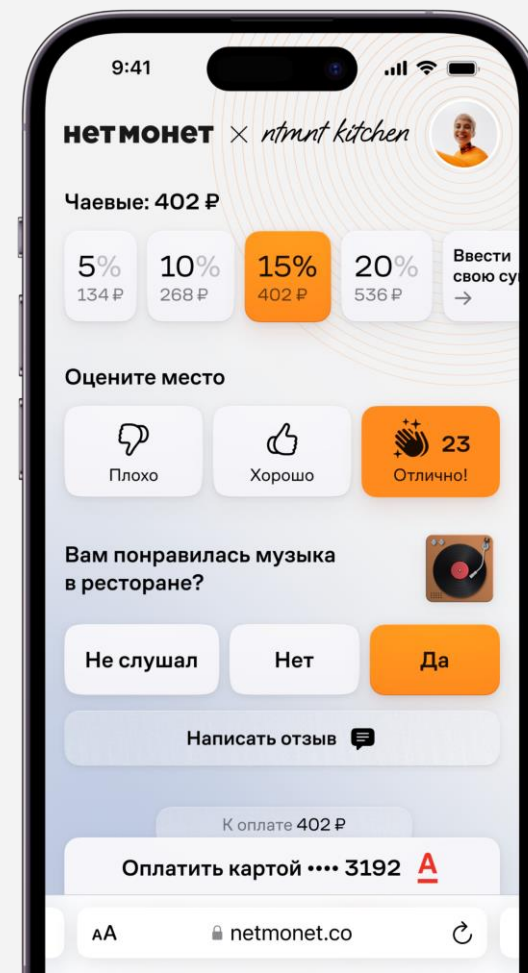 9:41
нетмонет × ntmnt kitchen
Чаевые: 402 ₽
5% 10% 15% 20% Ввести
134 ₽ 268 ₽ 402 ₽ 536 ₽ свою су
→
Оцените место
23
Плохо Хорошо Отлично!
Вам понравилась музыка
в ресторане?
Не слушал Нет Да
Написать отзыв
К оплате 402 ₽
Оплатить картой •••• 3192 А
AA netmonet.co